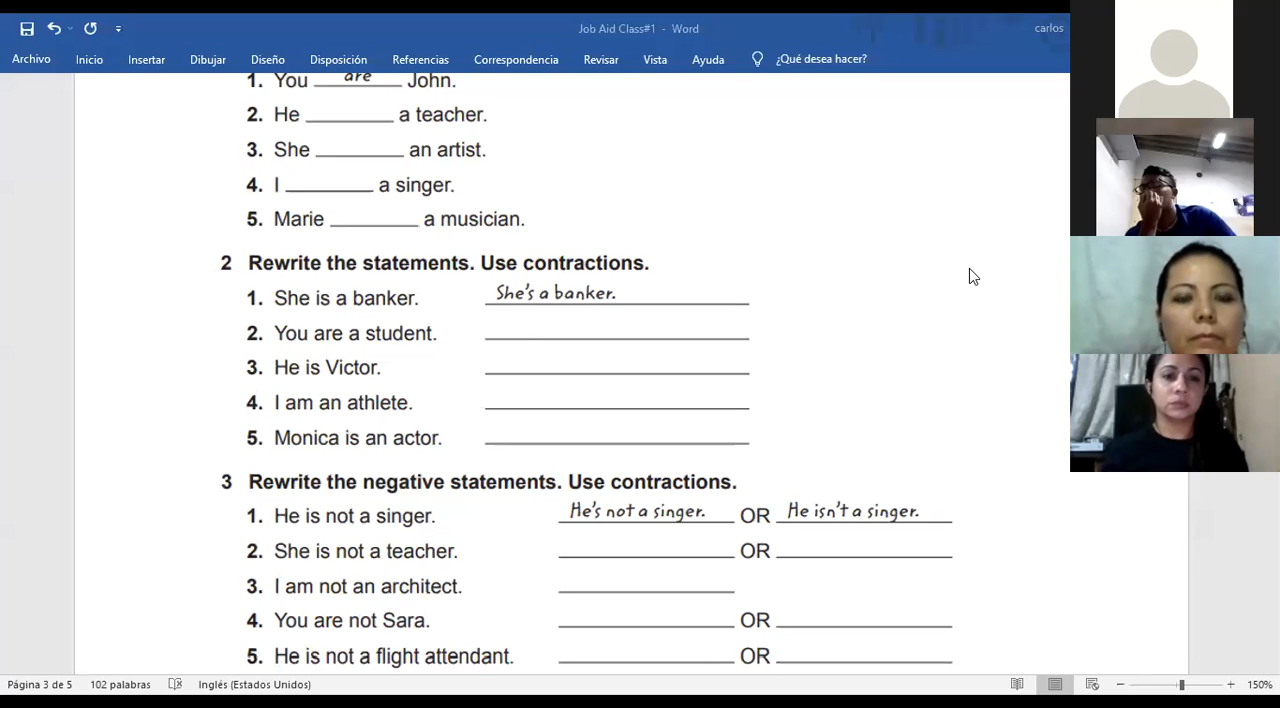 Job Aid Class#1 - Word
carlos
Archivo Inicio Insertar Dibujar Diseño Disposición Referencias Correspondencia Revisar Vista Ayuda ¿Qué desea hacer?
1. You are John.
2. He __________ a teacher.
3. She __________ an artist.
4. I __________ a singer.
5. Marie __________ a musician.
2 Rewrite the statements. Use contractions.
1. She is a banker. She's a banker.
2. You are a student.
3. He is Victor.
4. I am an athlete.
5. Monica is an actor.
3 Rewrite the negative statements. Use contractions.
1. He is not a singer. He's not a singer. OR He isn't a singer.
2. She is not a teacher. OR
3. I am not an architect.
4. You are not Sara. OR
5. He is not a flight attendant. OR
Página 3 de 5 102 palabras Inglés (Estados Unidos) 150%